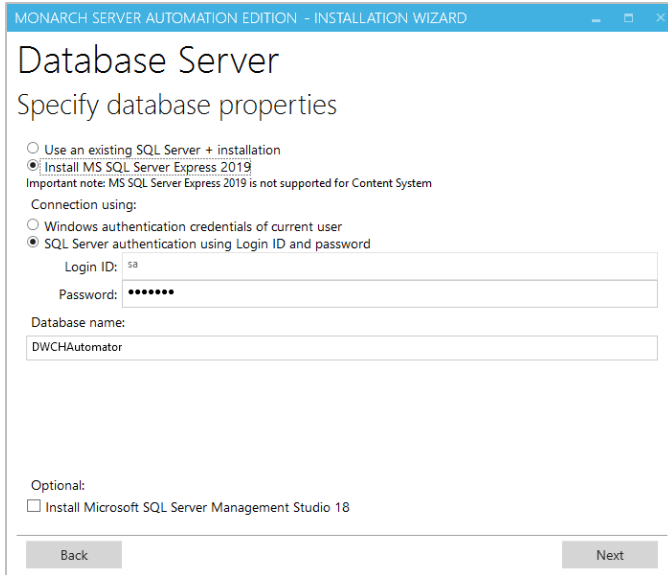 MONARCH SERVER AUTOMATION EDITION - INSTALLATION WIZARD
Database Server
Specify database properties
Use an existing SQL Server + installation
Install MS SQL Server Express 2019
Important note: MS SQL Server Express 2019 is not supported for Content System
Connection using:
Windows authentication credentials of current user
SQL Server authentication using Login ID and password
Login ID: sa
Password: •••••••
Database name:
DWCHAutomator
Optional:
Install Microsoft SQL Server Management Studio 18
Back Next